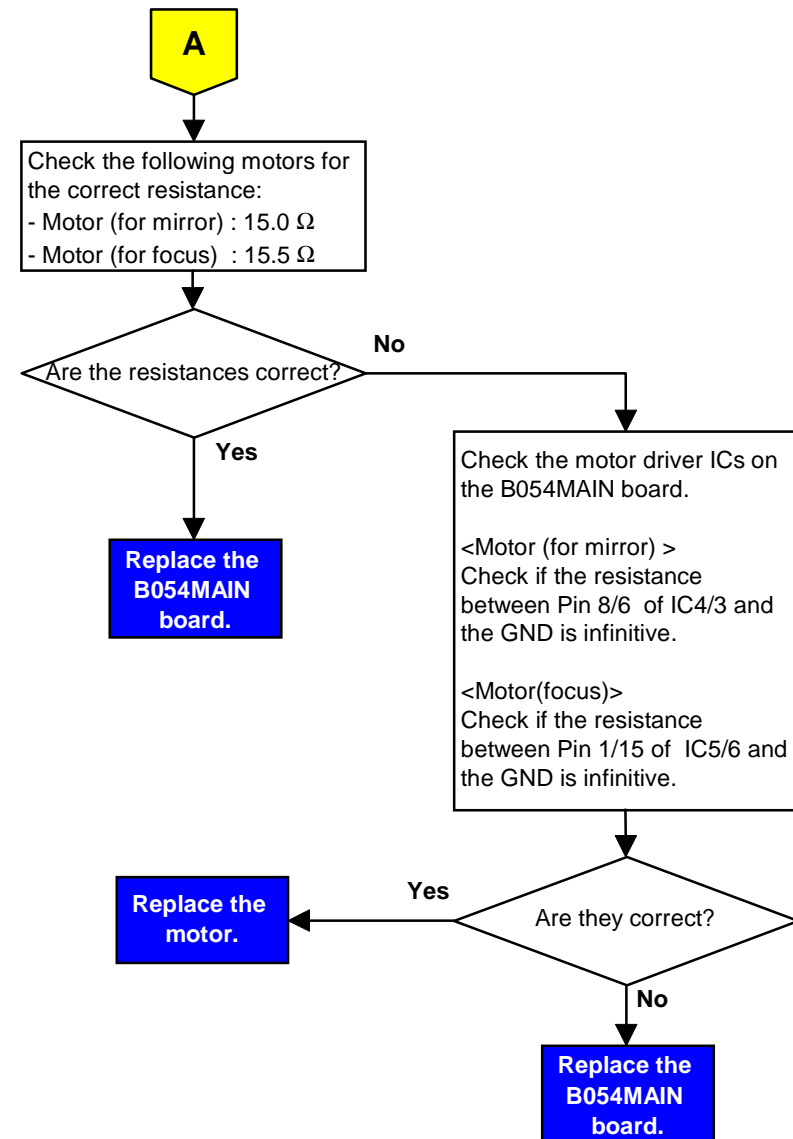 A
Check the following motors for
the correct resistance:
- Motor (for mirror) : 15.0 Ω
- Motor (for focus)  : 15.5 Ω
Are the resistances correct?
No
Yes
Replace the
B054MAIN
board.
Check the motor driver ICs on
the B054MAIN board.
<Motor (for mirror) >
Check if the resistance
between Pin 8/6  of IC4/3 and
the GND is infinitive.
<Motor(focus)>
Check if the resistance
between Pin 1/15 of  IC5/6 and
the GND is infinitive.
Are they correct?
Yes
Replace the
motor.
No
Replace the
B054MAIN
board.